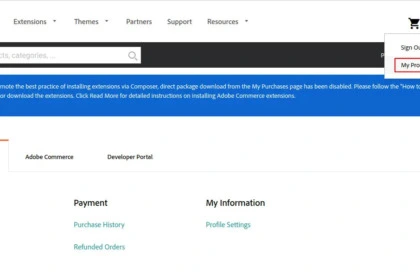 Extensions Themes Partners Support Resources
Sign Ou
cts, categories, ... P
My Pro
mote the best practice of installing extensions via Composer, direct package download from the My Purchases page has been disabled. Please follow the "How to
or download the extensions. Click Read More for detailed instructions on installing Adobe Commerce extensions.
Adobe Commerce Developer Portal
Payment My Information
Purchase History Profile Settings
Refunded Orders